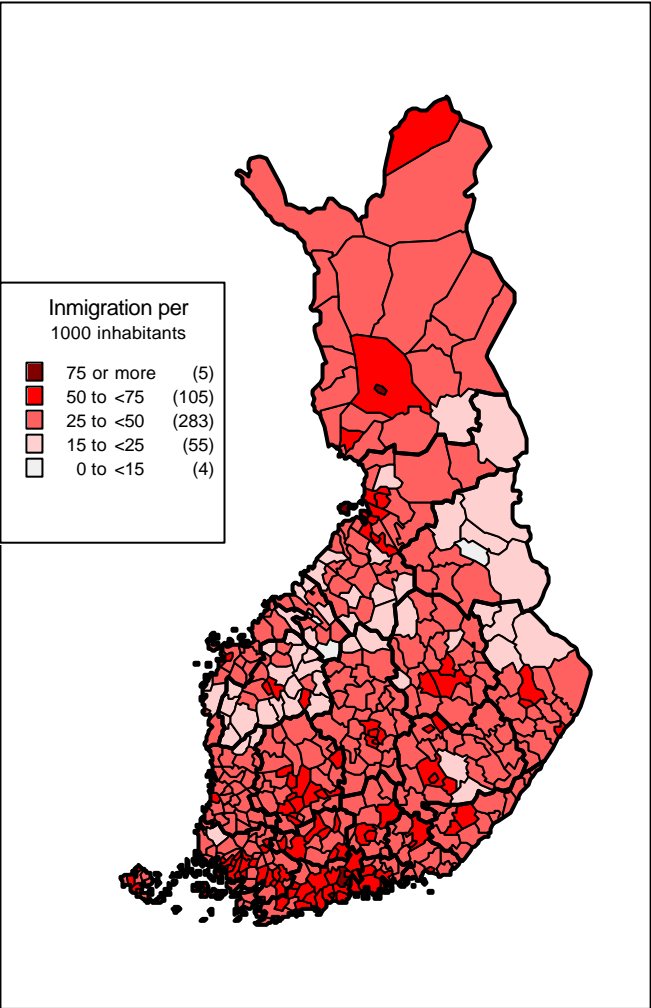 Inmigration per
1000 inhabitants
75 or more (5)
50 to <75 (105)
25 to <50 (283)
15 to <25 (55)
0 to <15 (4)